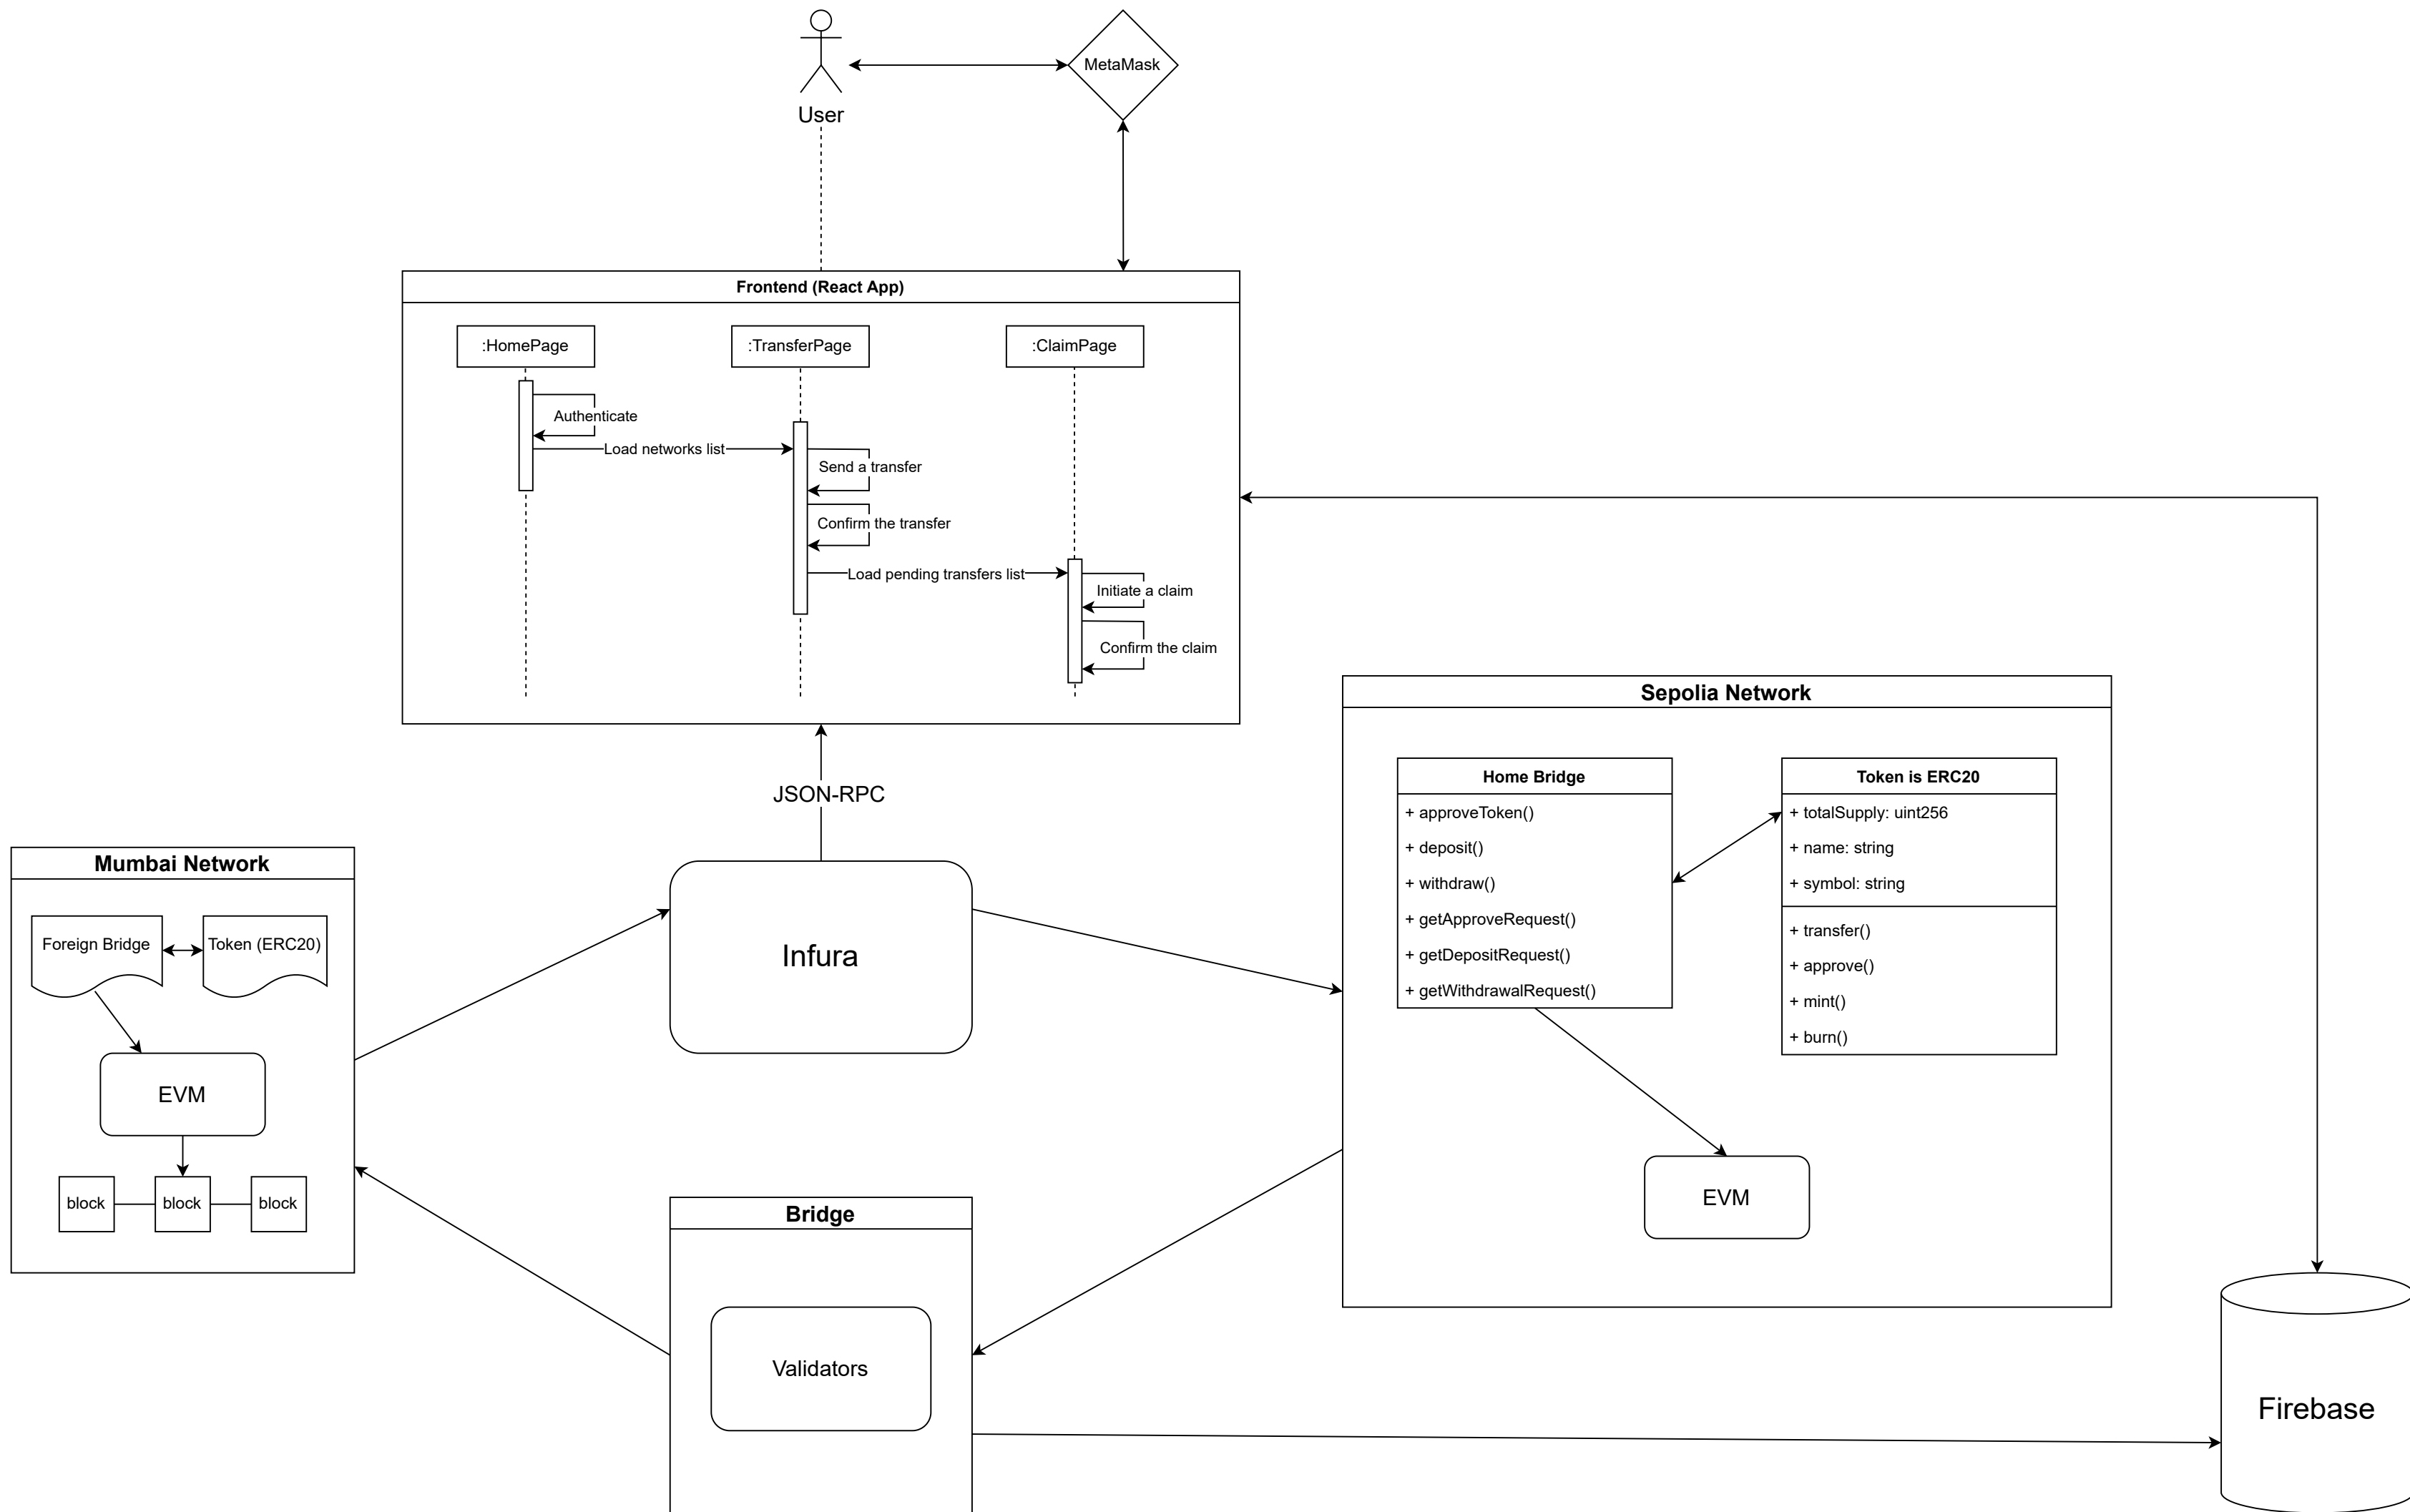 User
MetaMask
Frontend (React App)
:HomePage
:TransferPage
:ClaimPage
Authenticate
Load networks list
Send a transfer
Confirm the transfer
Load pending transfers list
Initiate a claim
Confirm the claim
JSON-RPC
Infura
Mumbai Network
Foreign Bridge
Token (ERC20)
EVM
block
block
block
Sepolia Network
Home Bridge
+ approveToken()
+ deposit()
+ withdraw()
+ getApproveRequest()
+ getDepositRequest()
+ getWithdrawalRequest()
Token is ERC20
+ totalSupply: uint256
+ name: string
+ symbol: string
+ transfer()
+ approve()
+ mint()
+ burn()
EVM
Bridge
Validators
Firebase